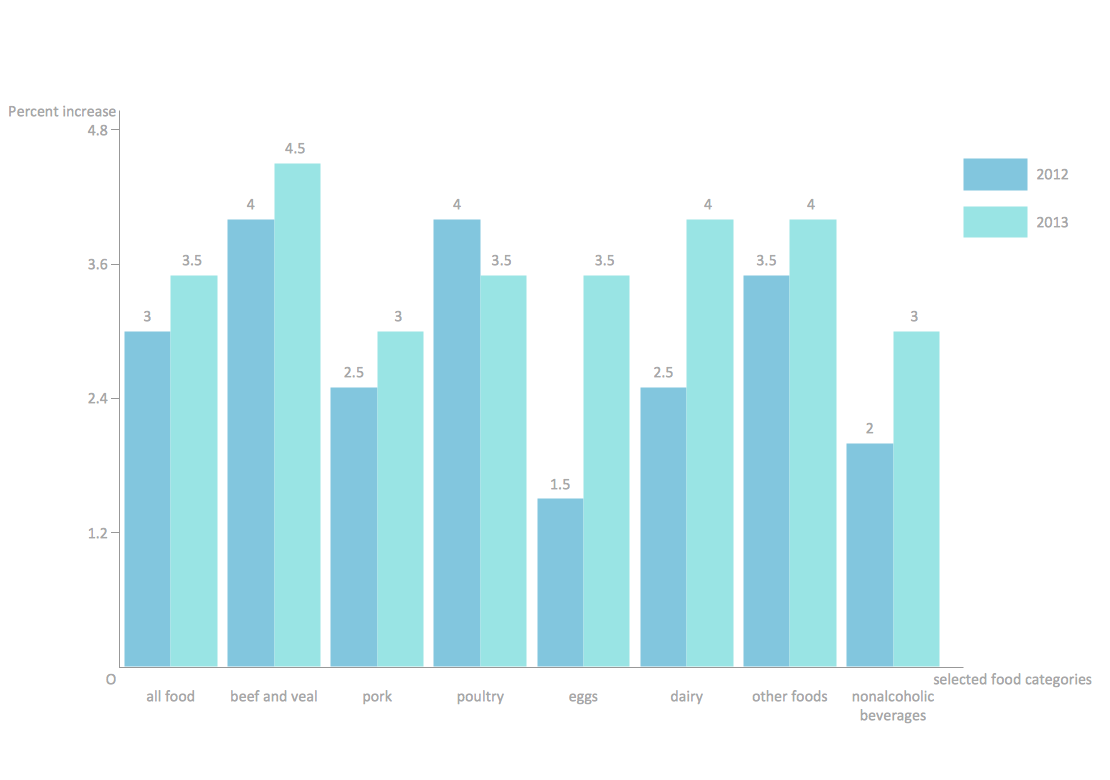 Percent increase
4.8
3.6
2.4
1.2
O
3
3.5
4
4.5
2.5
3
4
3.5
1.5
3.5
2.5
4
3.5
4
2
3
all food
beef and veal
pork
poultry
eggs
dairy
other foods
nonalcoholic
beverages
selected food categories
2012
2013